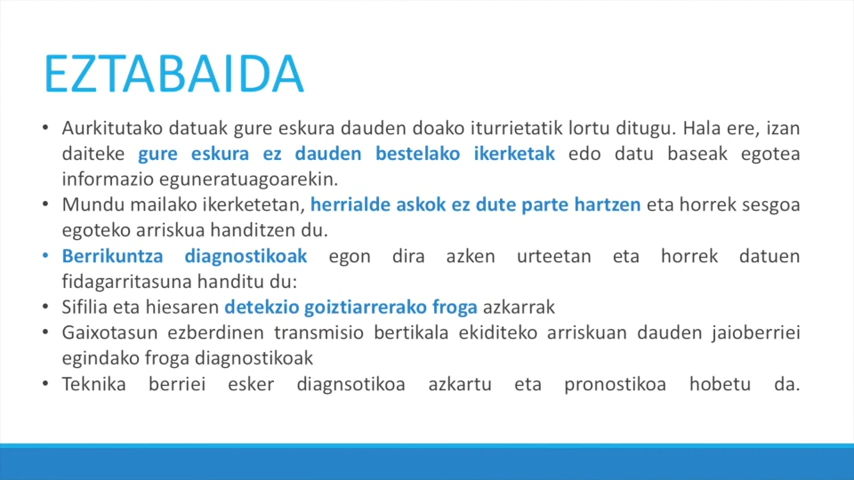 EZTABAIDA
• Aurkitutako datuak gure eskura dauden doako iturrietatik lortu ditugu. Hala ere, izan
daiteke gure eskura ez dauden bestelako ikerketak edo datu baseak egotea
informazio eguneratuagoarekin.
• Mundu mailako ikerketetan, herrialde askok ez dute parte hartzen eta horrek sesgoa
egoteko arriskua handitzen du.
• Berrikuntza diagnostikoak egon dira azken urteetan eta horrek datuen
fidagarritasuna handitu du:
• Sifilia eta hiesaren detekzio goiztiarrerako froga azkarrak
• Gaixotasun ezberdinen transmisio bertikala ekiditeko arriskuan dauden jaioberriei
egindako froga diagnostikoak
• Teknika berriei esker diagnsotikoa azkartu eta pronostikoa hobetu da.